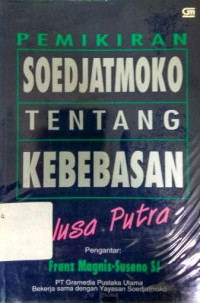 PEMIKIRAN
SOEDJATMOKO
TENTANG
KEBEBASAN
Nusa Putra
Pengantar:
Franz Magnis-Suseno SJ
PT Gramedia Pustaka Utama
Bekerja sama dengan Yayasan Soedjatmoko